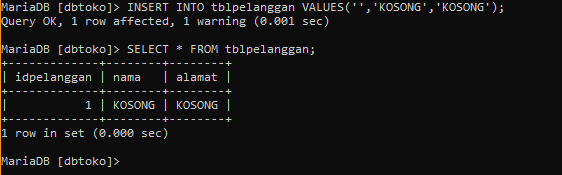 MariaDB [dbtoko]> INSERT INTO tblpelanggan VALUES('','KOSONG','KOSONG');
Query OK, 1 row affected, 1 warning (0.001 sec)

MariaDB [dbtoko]> SELECT * FROM tblpelanggan;
+-------------+--------+--------+
| idpelanggan | nama   | alamat |
+-------------+--------+--------+
|           1 | KOSONG | KOSONG |
+-------------+--------+--------+
1 row in set (0.000 sec)

MariaDB [dbtoko]>